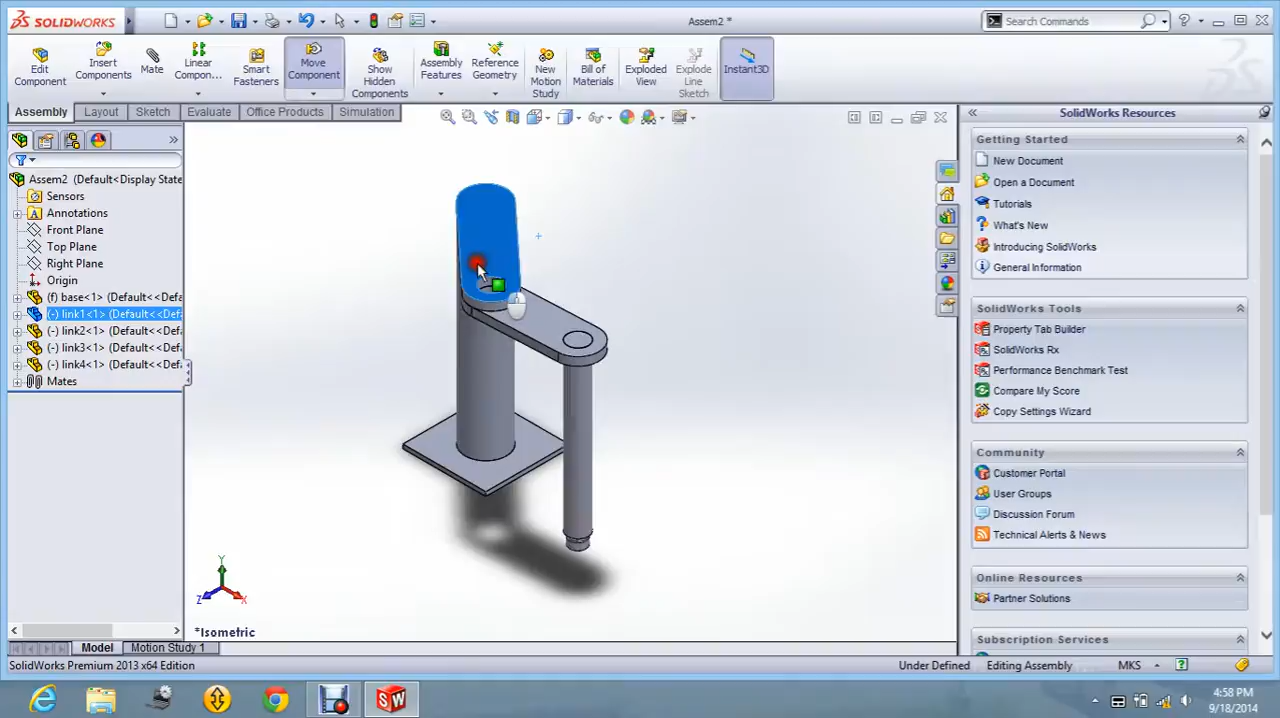 SOLIDWORKS
Assem2 *
Search Commands
Edit Component
Insert Components
Mate
Linear Compon...
Smart Fasteners
Move Component
Show Hidden Components
Assembly Features
Reference Geometry
New Motion Study
Bill of Materials
Exploded View
Explode Line Sketch
Instant3D
Assembly
Layout
Sketch
Evaluate
Office Products
Simulation
Assem2 (Default<Display State
Sensors
Annotations
Front Plane
Top Plane
Right Plane
Origin
(f) base<1> (Default<<Defa
(-) link1<1> (Default<<Def
(-) link2<1> (Default<<Def
(-) link3<1> (Default<<Def
(-) link4<1> (Default<<Def
Mates
Y
Z
X
*Isometric
SolidWorks Resources
Getting Started
New Document
Open a Document
Tutorials
What's New
Introducing SolidWorks
General Information
SolidWorks Tools
Property Tab Builder
SolidWorks Rx
Performance Benchmark Test
Compare My Score
Copy Settings Wizard
Community
Customer Portal
User Groups
Discussion Forum
Technical Alerts & News
Online Resources
Partner Solutions
Subscription Services
Model
Motion Study 1
SolidWorks Premium 2013 x64 Edition
Under Defined
Editing Assembly
MKS
4:58 PM
9/18/2014